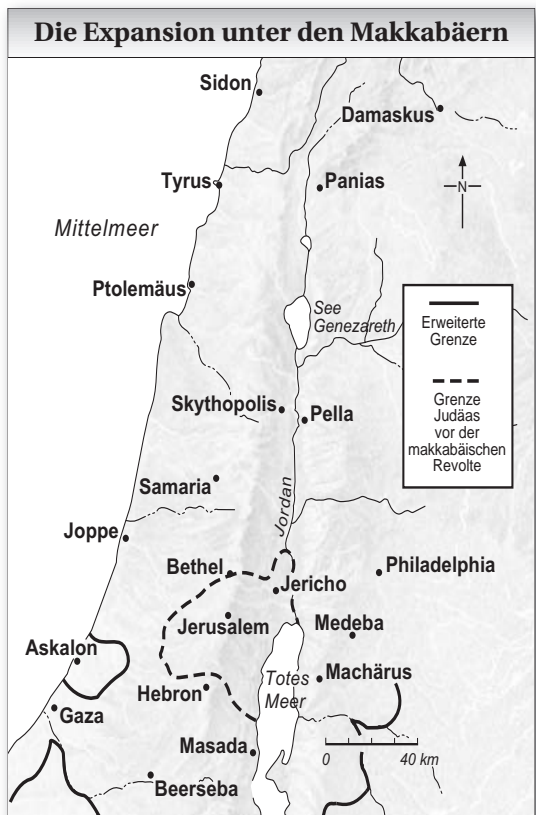 Die Expansion unter den Makkabäern
Sidon
Damaskus
Tyrus
Panias
N
Mittelmeer
Ptolemäus
See
Genezareth
Erweiterte
Grenze
Grenze
Judäas
vor der
makkabäischen
Revolte
Skythopolis
Pella
Samaria
Jordan
Joppe
Bethel
Philadelphia
Jericho
Jerusalem
Medeba
Askalon
Totes
Meer
Machärus
Hebron
Gaza
Masada
0
40 km
Beerseba